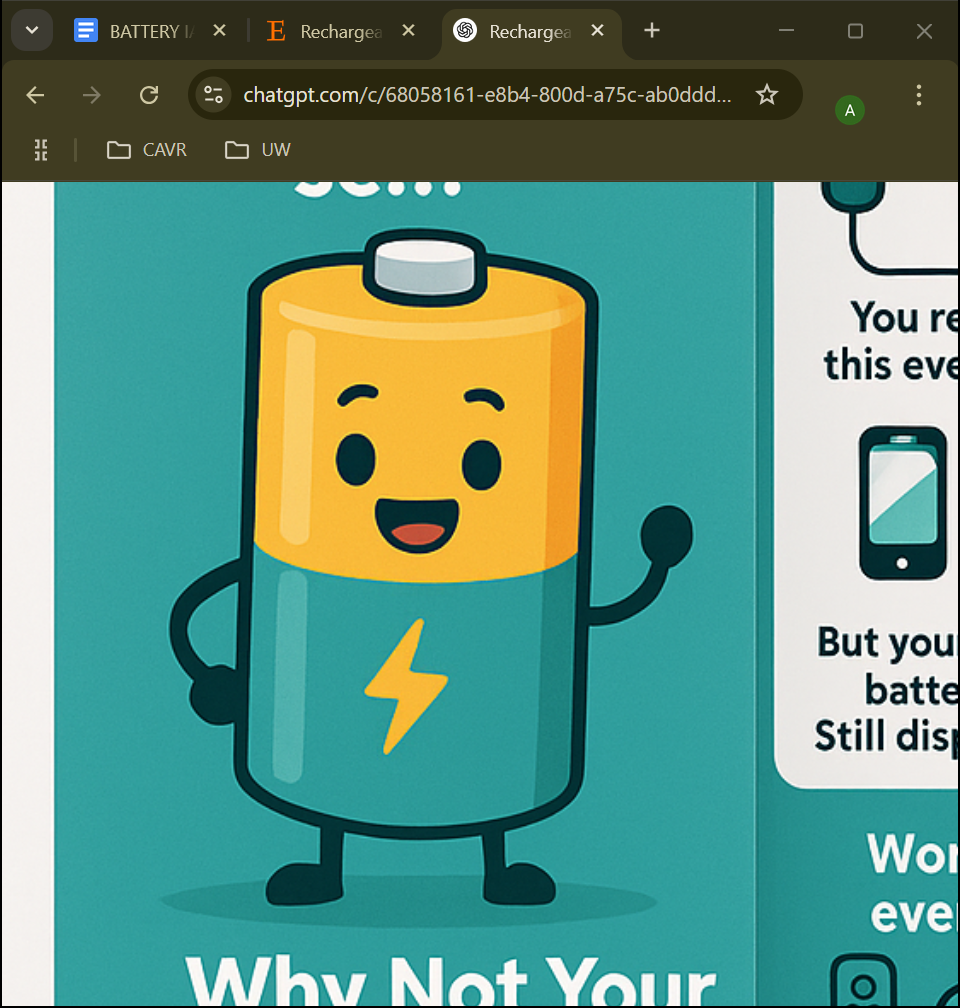 BATTERY I
E Rechargea
Rechargea
chatgpt.com/c/68058161-e8b4-800d-a75c-ab0ddd...
A
CAVR
UW
You re
this eve
But your
batte
Still disp
Wor
ever
Why Not Your